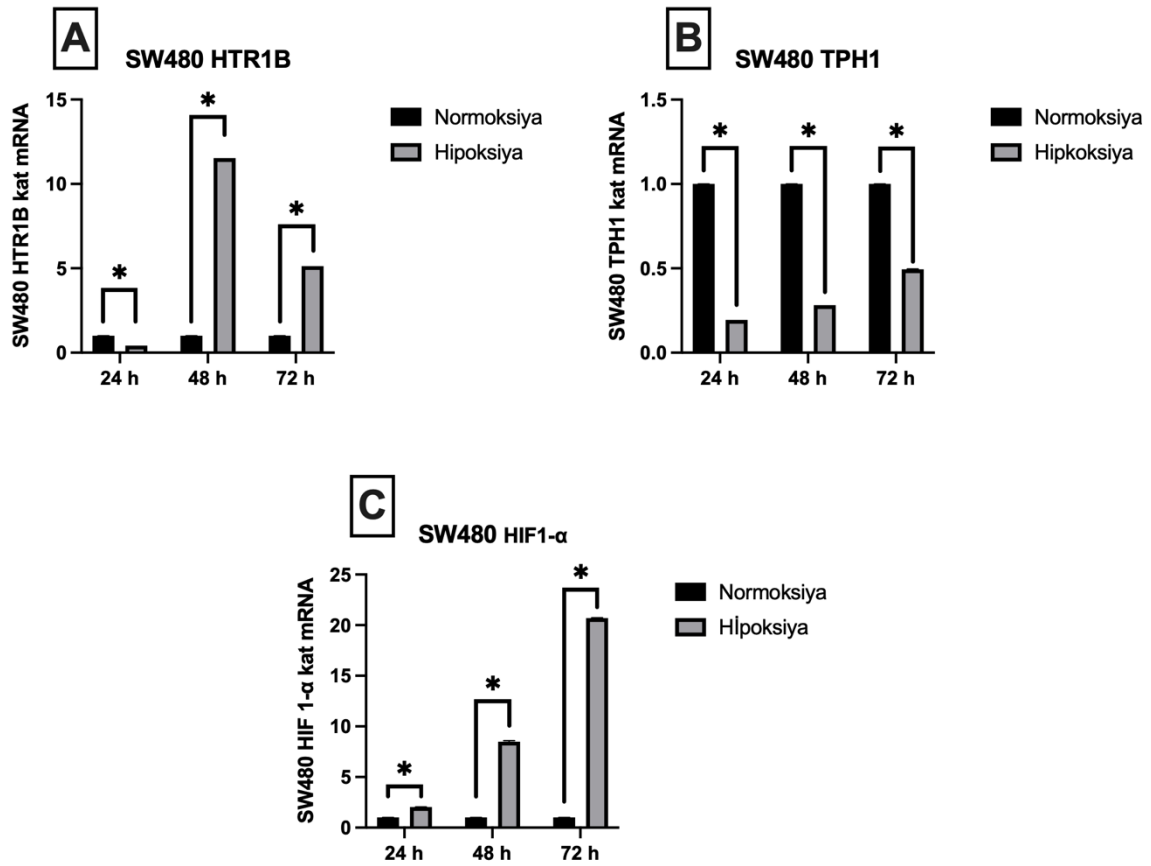 A
SW480 HTR1B
SW480 HTR1B kat mRNA
15
10
5
0
*
*
*
24 h 48 h 72 h
Normoksiya
Hipoksiya
B
SW480 TPH1
SW480 TPH1 kat mRNA
1.5
1.0
0.5
0.0
* * *
24 h 48 h 72 h
Normoksiya
Hipkoksiya
C
SW480 HIF1-α
SW480 HIF 1-α kat mRNA
25
20
15
10
5
0
*
*
*
24 h 48 h 72 h
Normoksiya
Hİpoksiya